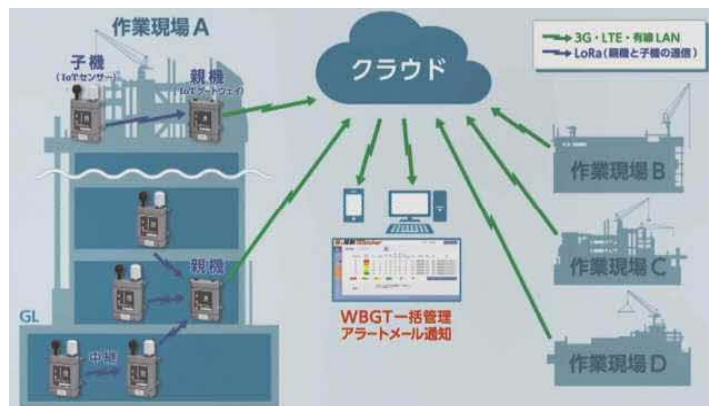 作業現場A
子機
(IoTセンサー)
親機
(IoTゲートウェイ)
クラウド
3G・LTE・有線LAN
LoRa(親機と子機の通信)
作業現場B
作業現場C
作業現場D
親機
GL
中継
WBGT一括管理
アラートメール通知